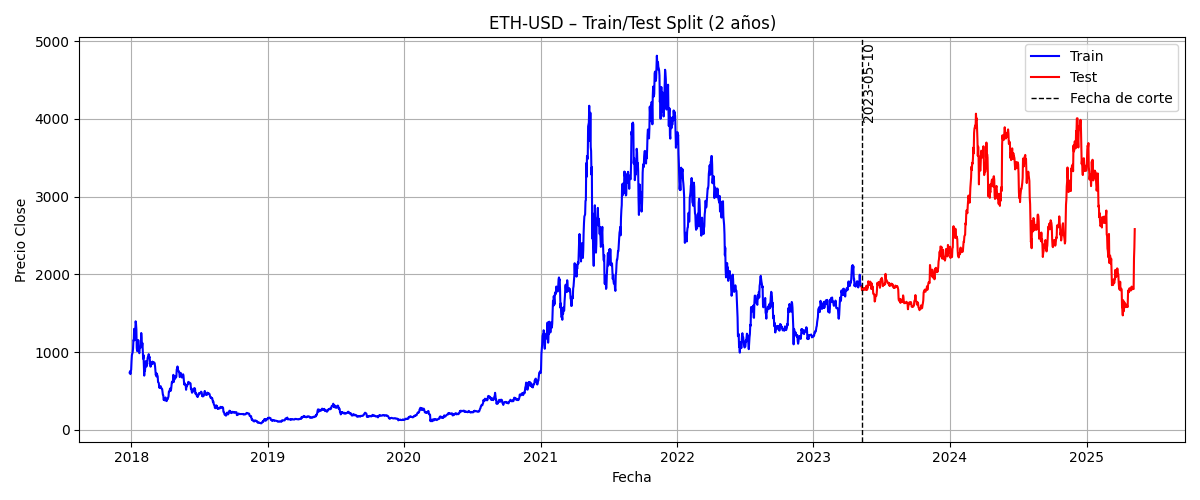 ETH-USD – Train/Test Split (2 años)
Precio Close
5000
4000
3000
2000
1000
0
2018
2019
2020
2021
2022
2023
2024
2025
Fecha
2023-05-10
Train
Test
Fecha de corte